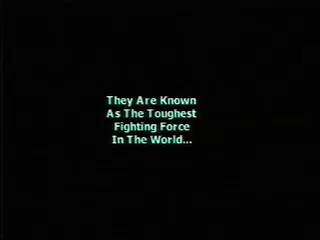 They Are Known
As The Toughest
Fighting Force
In The World...